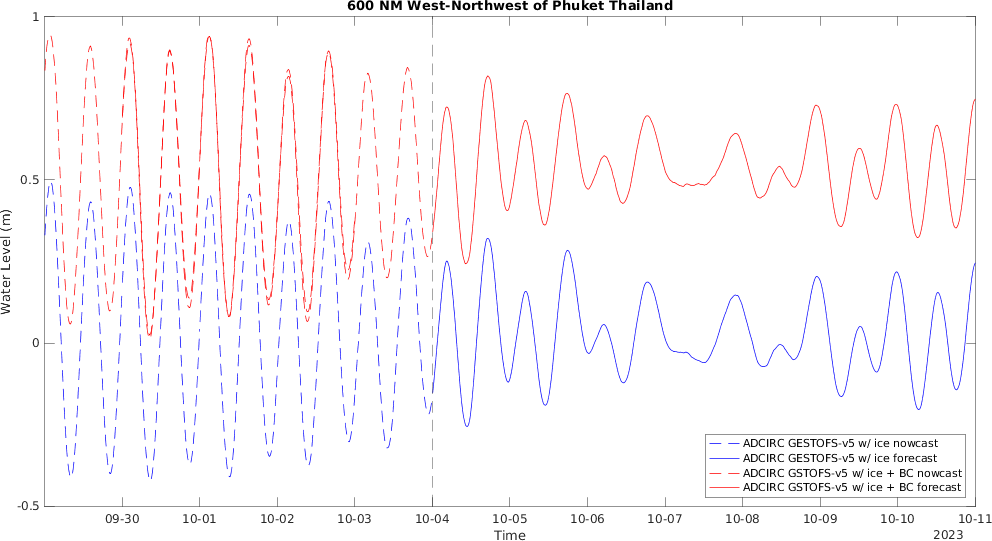 600 NM West-Northwest of Phuket Thailand
1
0.5
0
-0.5
Water Level (m)
ADCIRC GESTOFS-v5 w/ ice nowcast
ADCIRC GESTOFS-v5 w/ ice forecast
ADCIRC GSTOFS-v5 w/ ice + BC nowcast
ADCIRC GSTOFS-v5 w/ ice + BC forecast
09-30 10-01 10-02 10-03 10-04 10-05 10-06 10-07 10-08 10-09 10-10 10-11
Time
2023